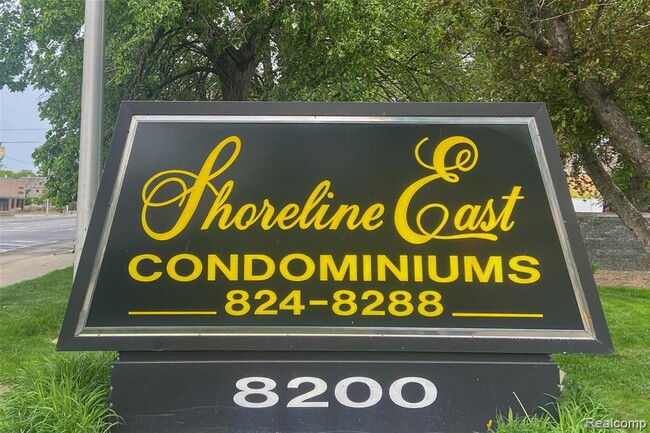 Shoreline East
CONDOMINIUMS
824-8288
8200
Realcomp